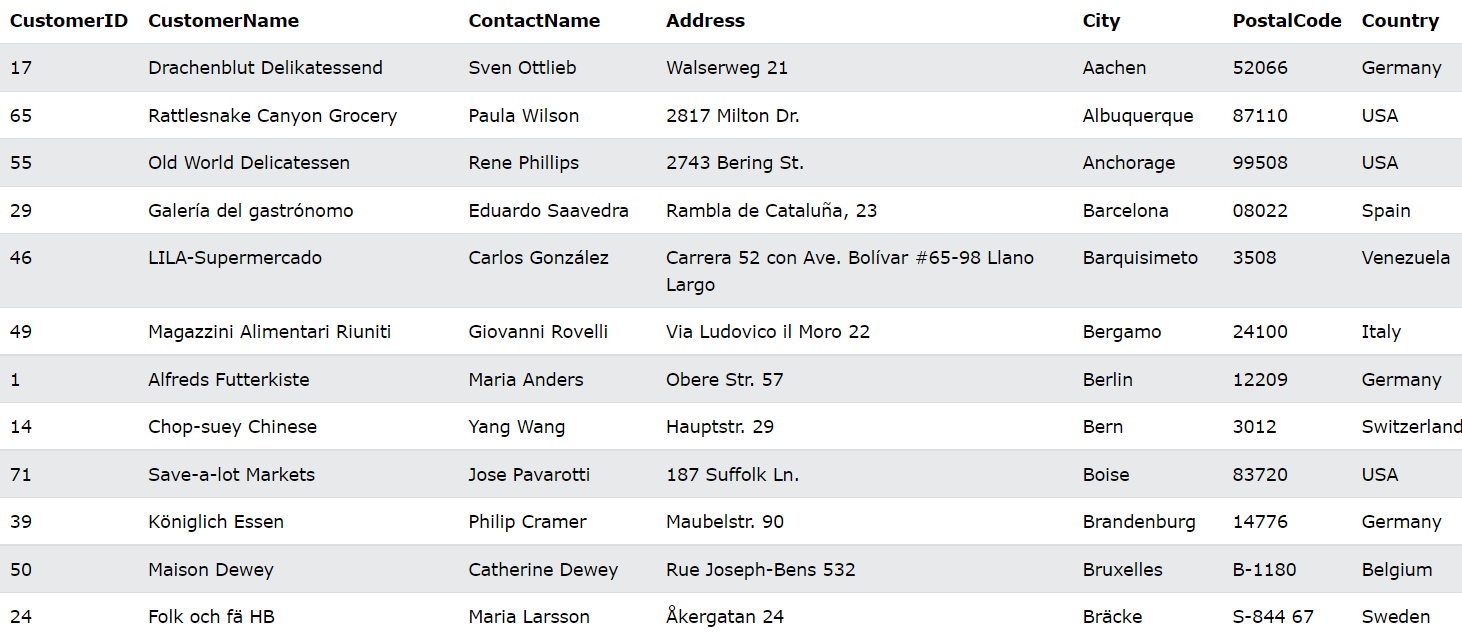 CustomerID CustomerName ContactName Address City PostalCode Country
17 Drachenblut Delikatessend Sven Ottlieb Walserweg 21 Aachen 52066 Germany
65 Rattlesnake Canyon Grocery Paula Wilson 2817 Milton Dr. Albuquerque 87110 USA
55 Old World Delicatessen Rene Phillips 2743 Bering St. Anchorage 99508 USA
29 Galería del gastrónomo Eduardo Saavedra Rambla de Cataluña, 23 Barcelona 08022 Spain
46 LILA-Supermercado Carlos González Carrera 52 con Ave. Bolívar #65-98 Llano Barquisimeto 3508 Venezuela
Largo
49 Magazzini Alimentari Riuniti Giovanni Rovelli Via Ludovico il Moro 22 Bergamo 24100 Italy
1 Alfreds Futterkiste Maria Anders Obere Str. 57 Berlin 12209 Germany
14 Chop-suey Chinese Yang Wang Hauptstr. 29 Bern 3012 Switzerland
71 Save-a-lot Markets Jose Pavarotti 187 Suffolk Ln. Boise 83720 USA
39 Königlich Essen Philip Cramer Maubelstr. 90 Brandenburg 14776 Germany
50 Maison Dewey Catherine Dewey Rue Joseph-Bens 532 Bruxelles B-1180 Belgium
24 Folk och fä HB Maria Larsson Åkergatan 24 Bräcke S-844 67 Sweden